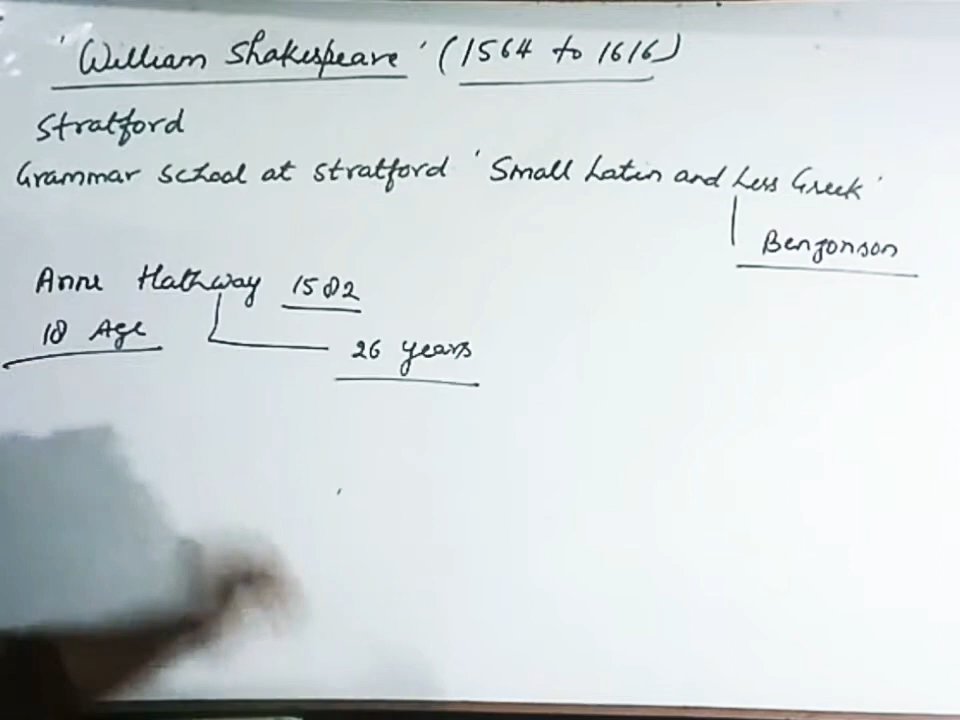 'William Shakespeare' (1564 to 1616)
Stratford
Grammar School at Stratford 'Small Latin and Less Greek'
Benjonson
Anne Hathway 1582
18 Age
26 years